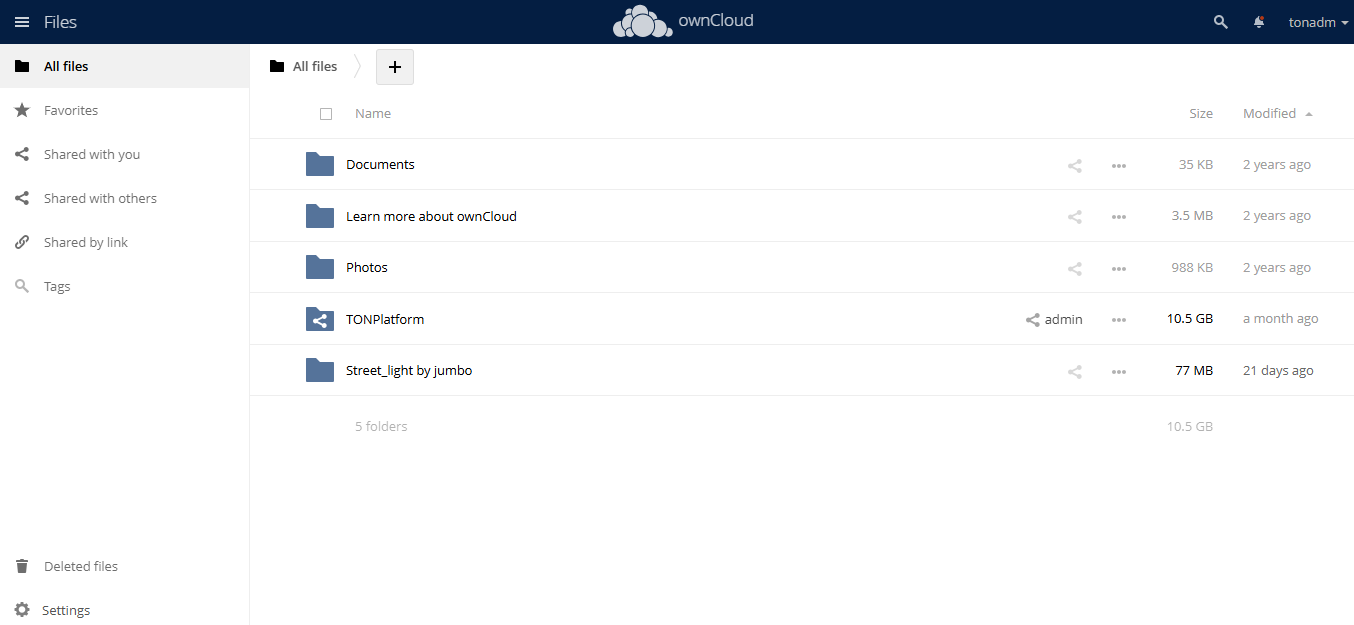 Files
ownCloud
tonadm
All files
Favorites
Shared with you
Shared with others
Shared by link
Tags
Deleted files
Settings
All files
+
Name Size Modified
Documents 35 KB 2 years ago
Learn more about ownCloud 3.5 MB 2 years ago
Photos 988 KB 2 years ago
TONPlatform admin 10.5 GB a month ago
Street_light by jumbo 77 MB 21 days ago
5 folders 10.5 GB